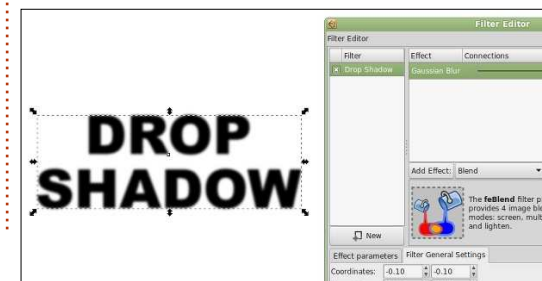 Filter Editor
Filter Editor
Filter
Effect
Connections
Drop Shadow
Gaussian Blur
DROP
SHADOW
Add Effect:
Blend
The feBlend filter p
provides 4 image ble
modes: screen, mult
and lighten.
New
Effect parameters
Filter General Settings
Coordinates:
-0.10
-0.10